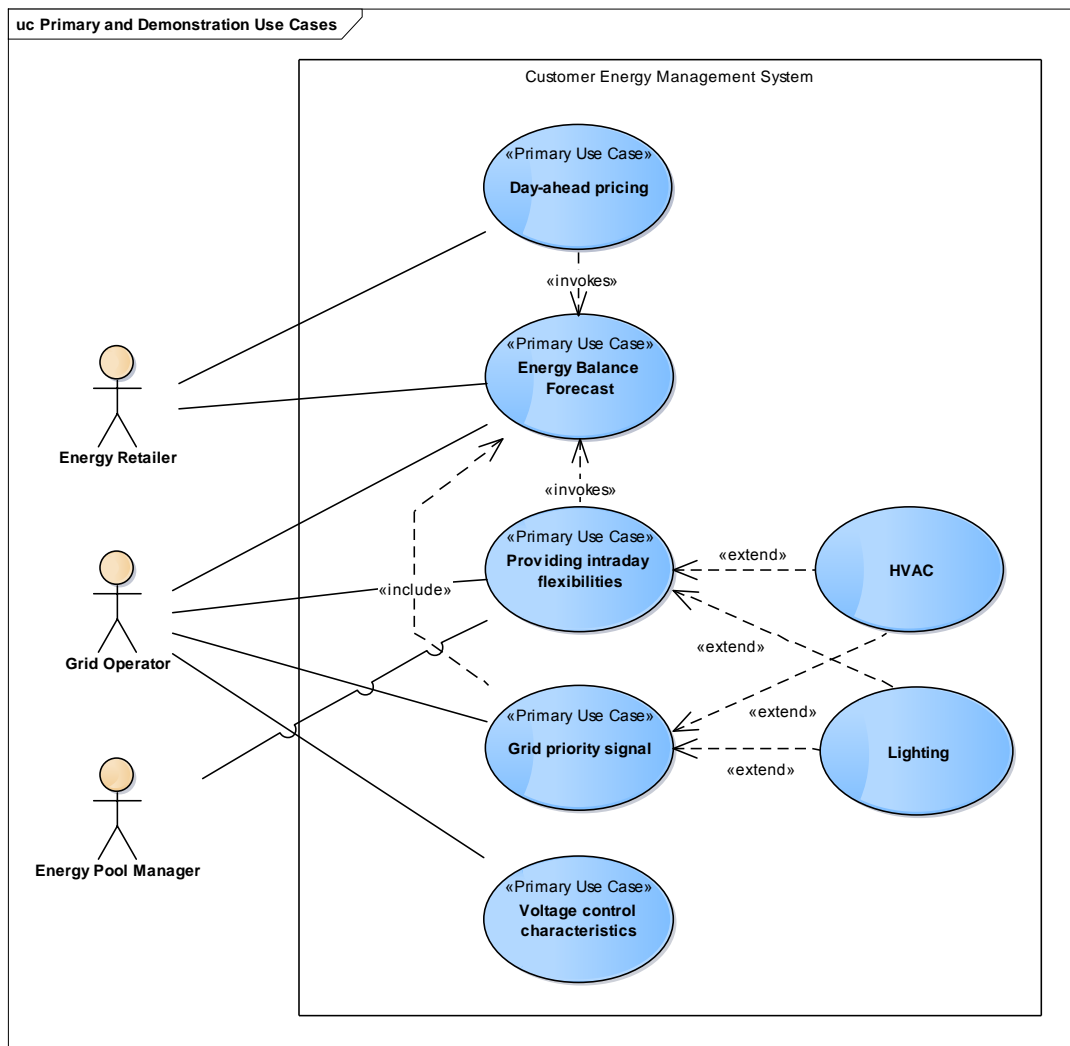 uc Primary and Demonstration Use Cases
Customer Energy Management System
«Primary Use Case»
Day-ahead pricing
«invokes»
«Primary Use Case»
Energy Balance
Forecast
Energy Retailer
«invokes»
«Primary Use Case»
Providing intraday
flexibilities
«extend»
HVAC
«include»
Grid Operator
«extend»
«Primary Use Case»
Grid priority signal
«extend»
«extend»
Lighting
Energy Pool Manager
«Primary Use Case»
Voltage control
characteristics